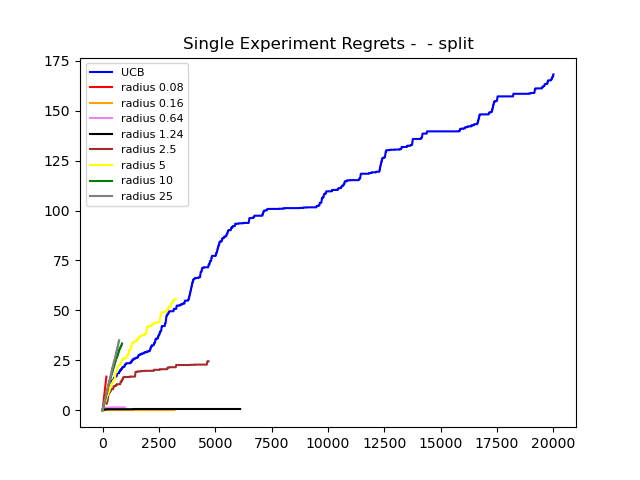 Single Experiment Regrets -  - split
175
150
125
100
75
50
25
0
UCB
radius 0.08
radius 0.16
radius 0.64
radius 1.24
radius 2.5
radius 5
radius 10
radius 25
0 2500 5000 7500 10000 12500 15000 17500 20000